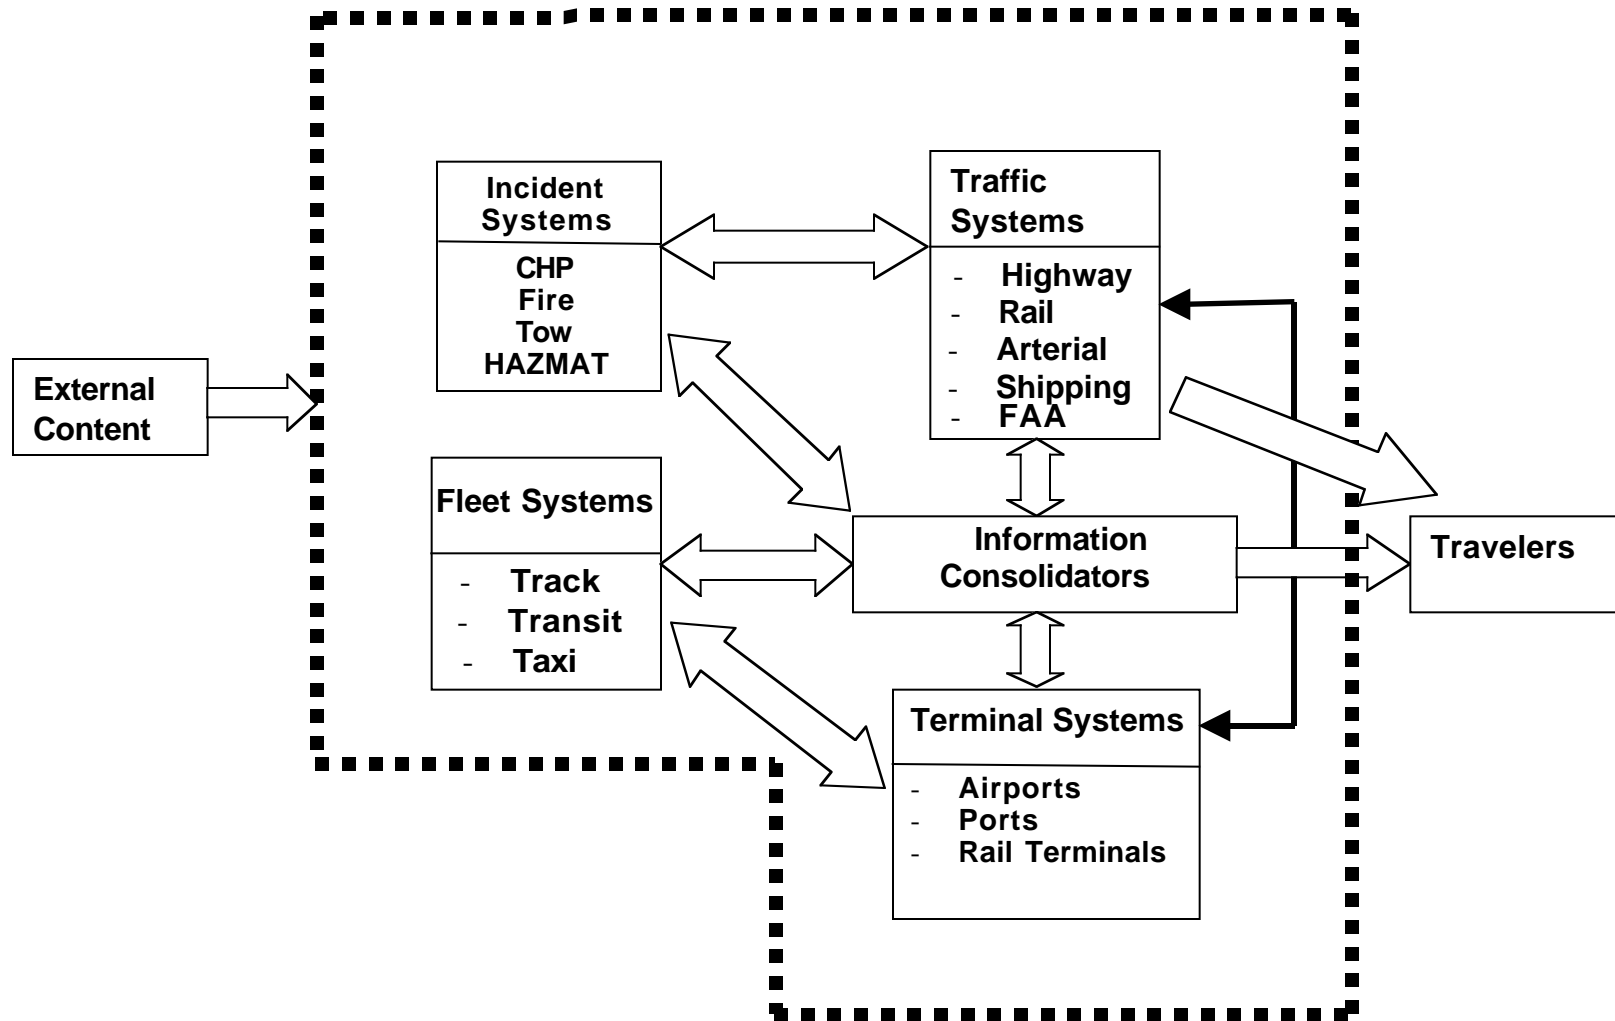 External
Content
Incident
Systems
CHP
Fire
Tow
HAZMAT
Traffic
Systems
- Highway
- Rail
- Arterial
- Shipping
- FAA
Fleet Systems
- Track
- Transit
- Taxi
Information
Consolidators
Travelers
Terminal Systems
- Airports
- Ports
- Rail Terminals